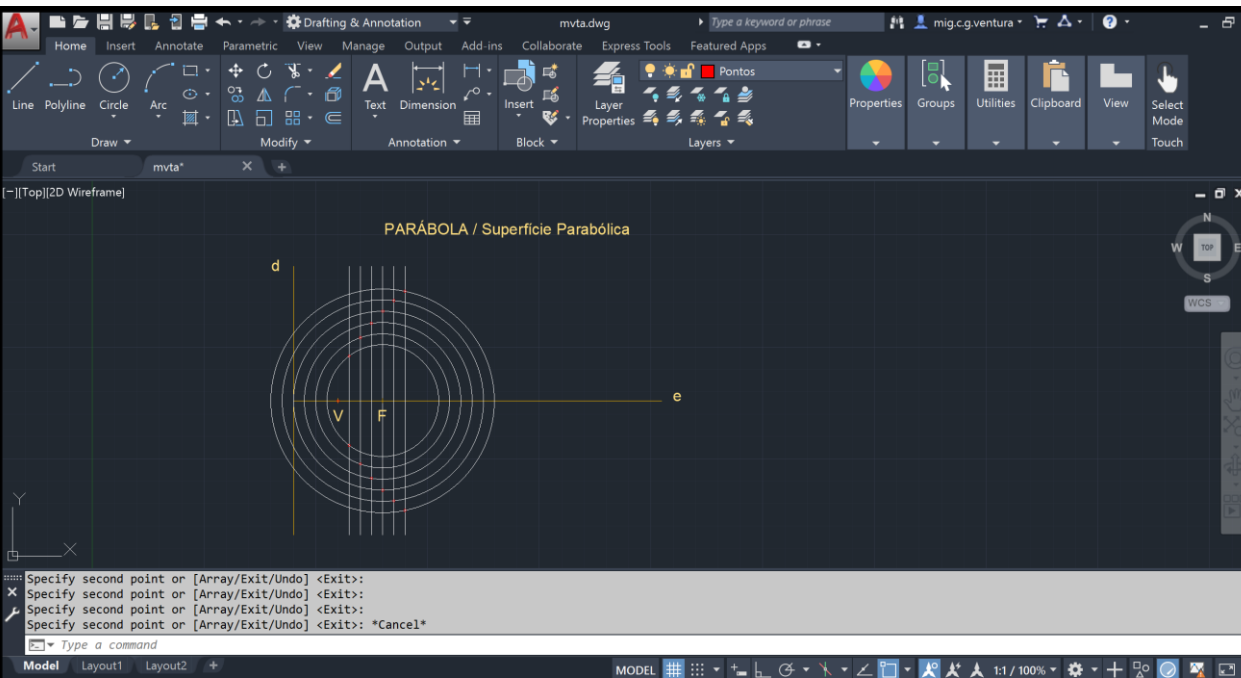 Drafting & Annotation
mvta.dwg
Type a keyword or phrase
mig.c.g.ventura
Home Insert Annotate Parametric View Manage Output Add-ins Collaborate Express Tools Featured Apps
Pontos
Line Polyline Circle Arc
Text Dimension
Insert
Layer
Properties
Properties Groups Utilities Clipboard View
Select
Mode
Draw Modify Annotation Block Layers Touch
Start mvta*
[−][Top][2D Wireframe]
PARÁBOLA / Superfície Parabólica
N
W TOP E
S
WCS
d
e
V F
Y
X
Specify second point or [Array/Exit/Undo] <Exit>:
Specify second point or [Array/Exit/Undo] <Exit>:
Specify second point or [Array/Exit/Undo] <Exit>:
Specify second point or [Array/Exit/Undo] <Exit>: *Cancel*
Type a command
Model Layout1 Layout2 +
MODEL 1:1 / 100%